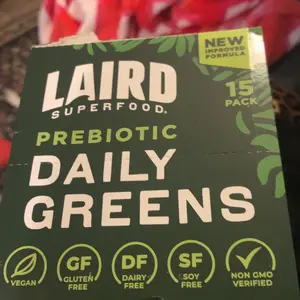 NEW
IMPROVED
FORMULA
LAIRD
SUPERFOOD®
15
PACK
PREBIOTIC
DAILY
GREENS
VEGAN
GF
GLUTEN
FREE
DF
DAIRY
FREE
SF
SOY
FREE
NON GMO
VERIFIED